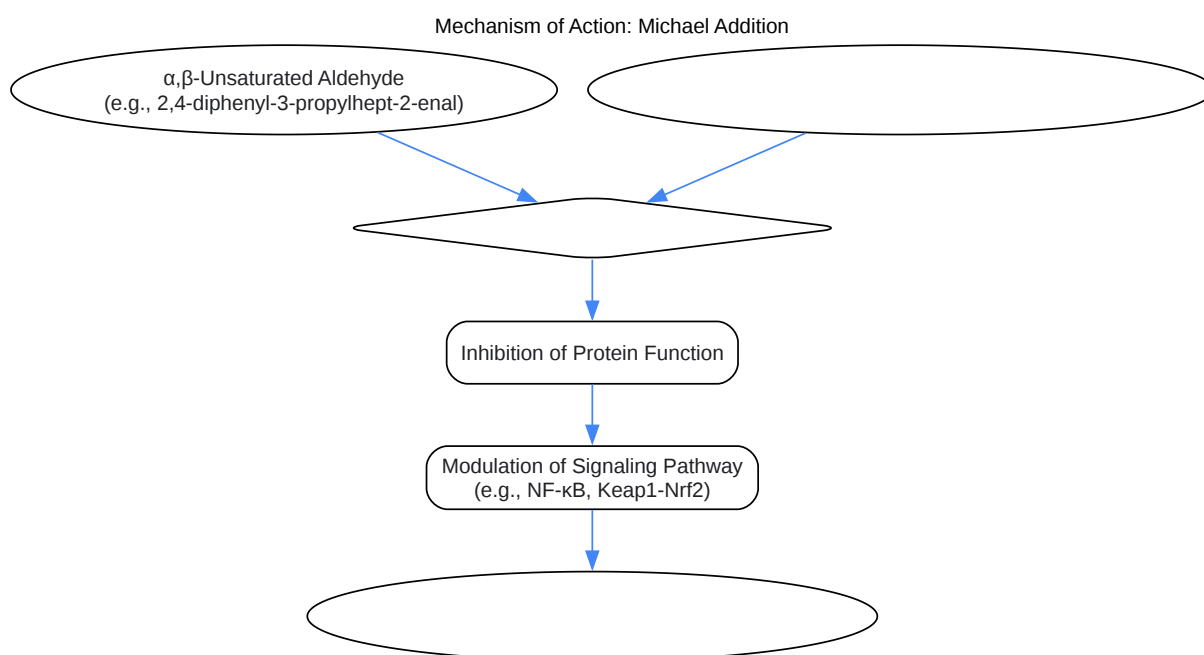 Mechanism of Action: Michael Addition
α,β-Unsaturated Aldehyde
(e.g., 2,4-diphenyl-3-propylhept-2-enal)
Inhibition of Protein Function
Modulation of Signaling Pathway
(e.g., NF-κB, Keap1-Nrf2)